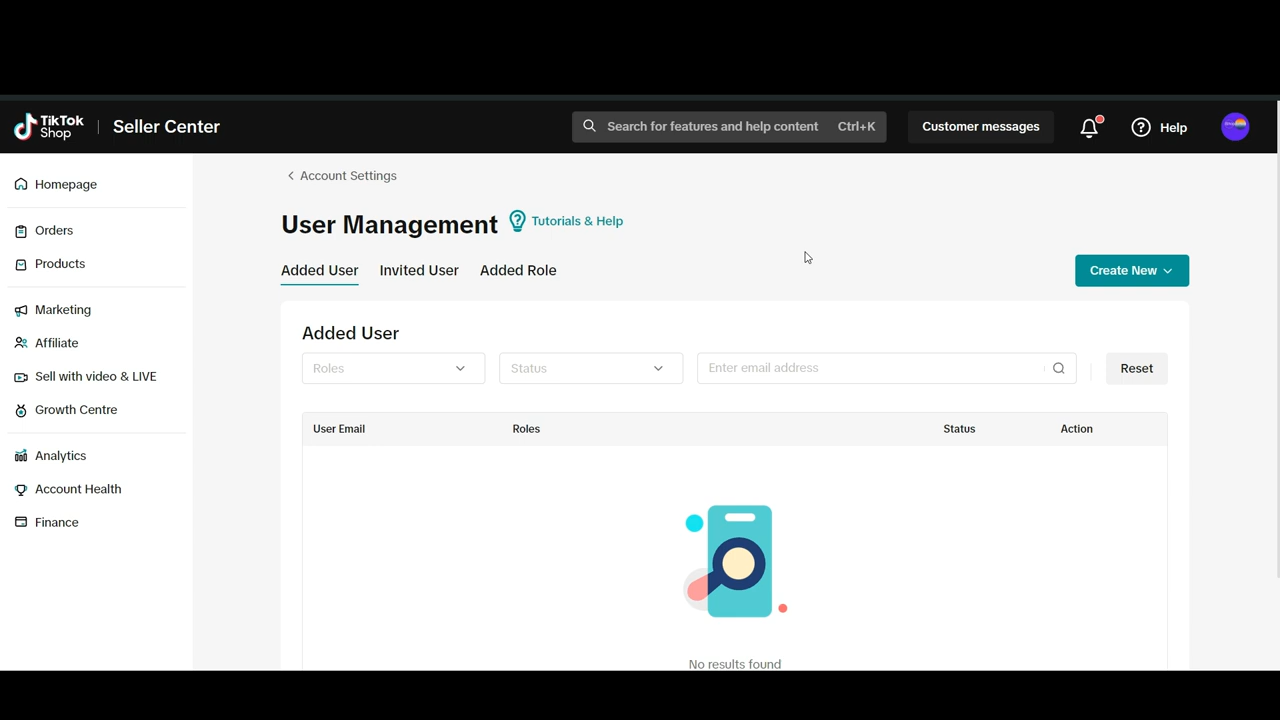 TikTok Shop | Seller Center
Search for features and help content Ctrl+K
Customer messages
Help
Homepage
Orders
Products
Marketing
Affiliate
Sell with video & LIVE
Growth Centre
Analytics
Account Health
Finance
Account Settings
User Management
Tutorials & Help
Added User Invited User Added Role
Create New
Added User
Roles
Status
Enter email address
Reset
User Email Roles Status Action
No results found